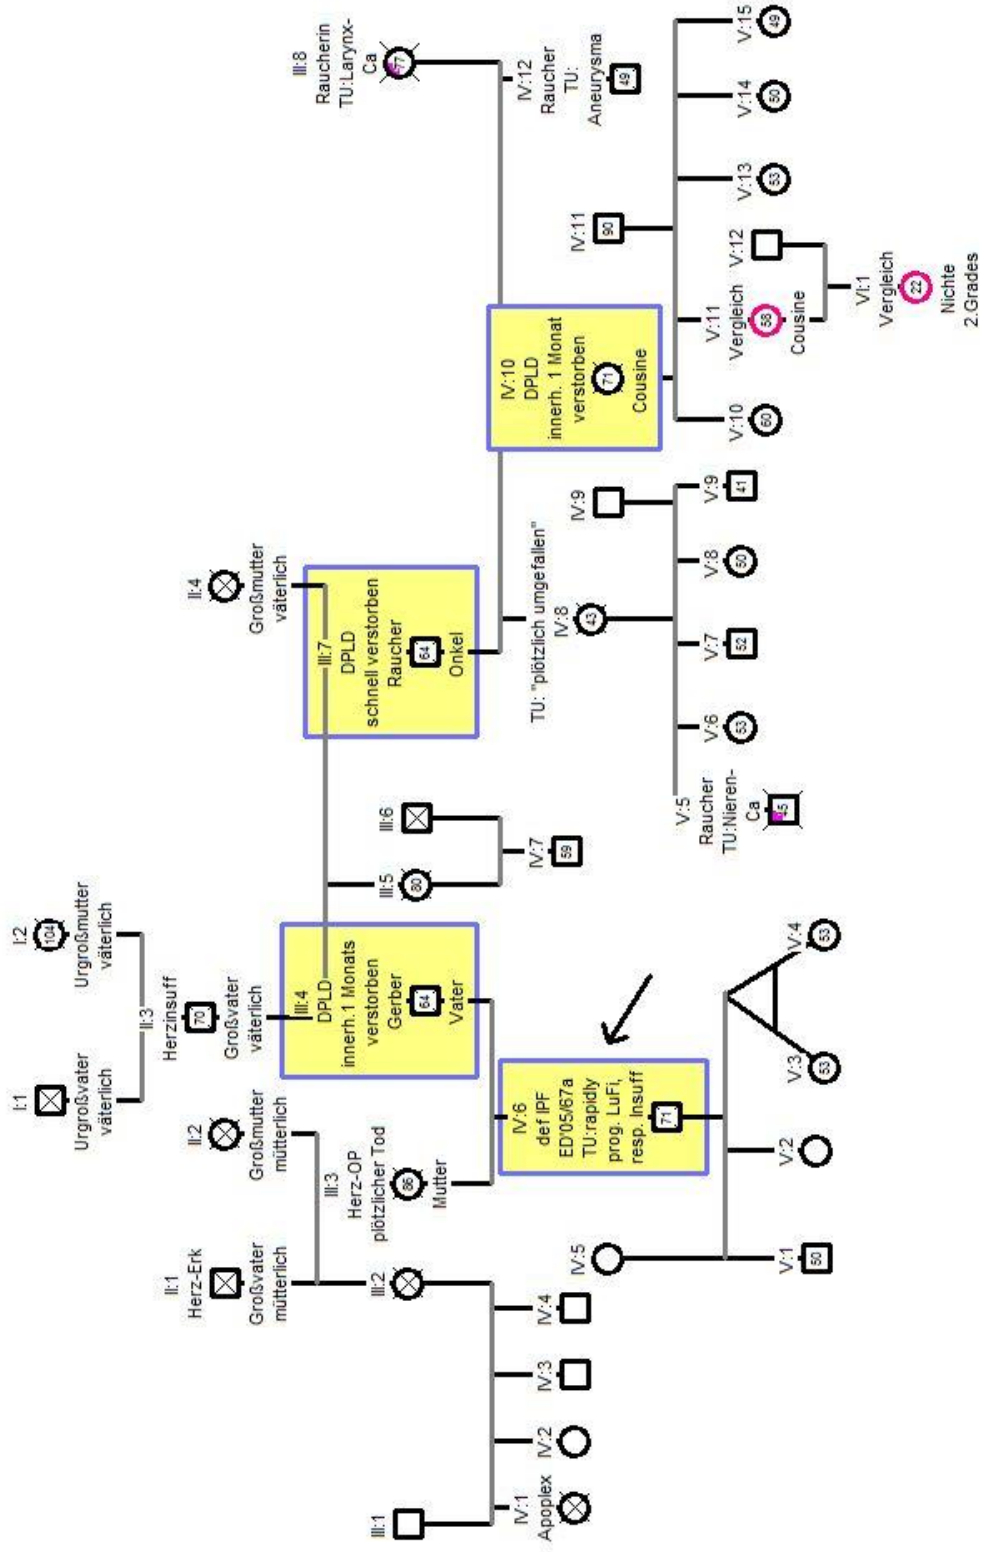 I:1
Urgroßvater
väterlich
I:2
104
Urgroßmutter
väterlich
II:1
Herz-Erk
Großvater
mütterlich
II:2
Großmutter
mütterlich
II:3
Herzinsuff
70
Großvater
väterlich
II:4
Großmutter
väterlich
III:1
III:2
III:3
Herz-OP
plötzlicher Tod
86
Mutter
III:4
DPLD
innerh.1 Monats
verstorben
Gerber
64
Vater
III:5
80
III:6
III:7
DPLD
schnell verstorben
Raucher
64
Onkel
III:8
Raucherin
TU:Larynx-
Ca
77
IV:1
Apoplex
IV:2
IV:3
IV:4
IV:5
IV:6
def IPF
ED'05/67a
TU:rapidly
prog. LuFi,
resp. Insuff
71
IV:7
59
TU: "plötzlich umgefallen"
IV:8
43
IV:9
IV:10
DPLD
innerh. 1 Monat
verstorben
71
Cousine
IV:11
90
IV:12
Raucher
TU:
Aneurysma
49
V:1
50
V:2
V:3
53
V:4
53
V:5
Raucher
TU:Nieren-
Ca
45
V:6
53
V:7
52
V:8
50
V:9
41
V:10
60
V:11
Vergleich
58
Cousine
V:12
V:13
53
V:14
50
V:15
49
VI:1
Vergleich
22
Nichte
2.Grades